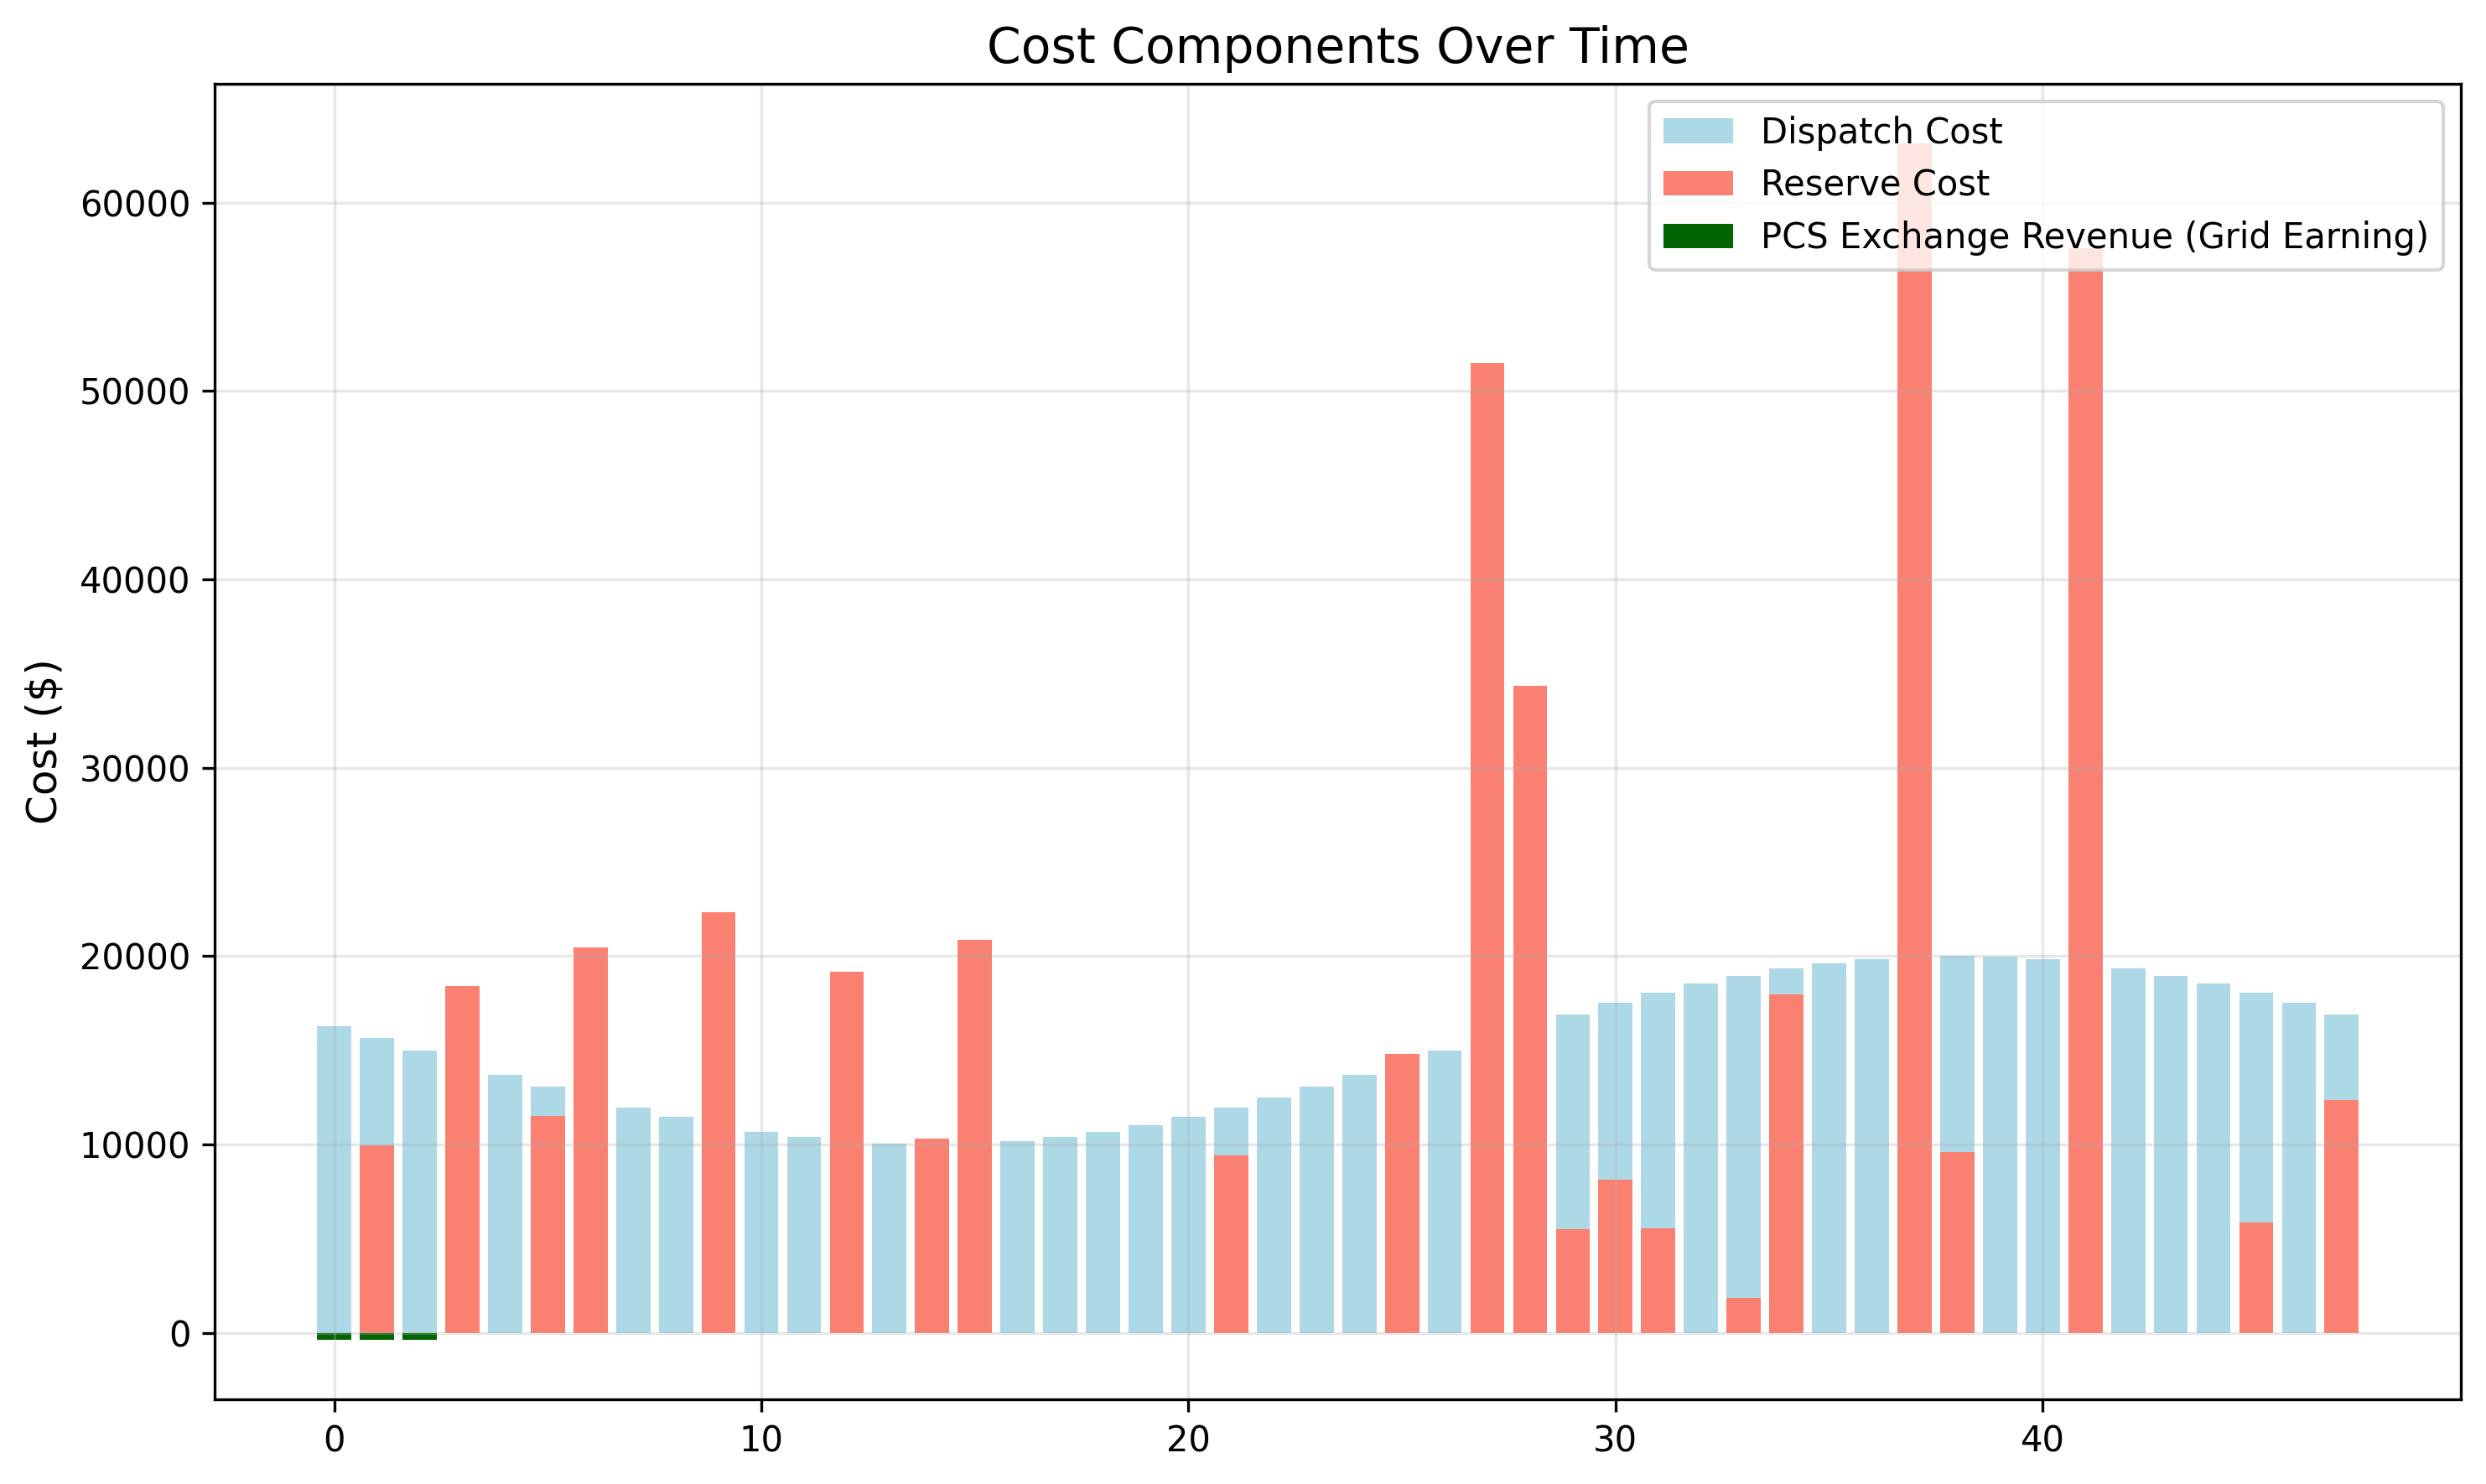 Cost Components Over Time
Dispatch Cost
Reserve Cost
PCS Exchange Revenue (Grid Earning)
Cost ($)
60000
50000
40000
30000
20000
10000
0
0 10 20 30 40